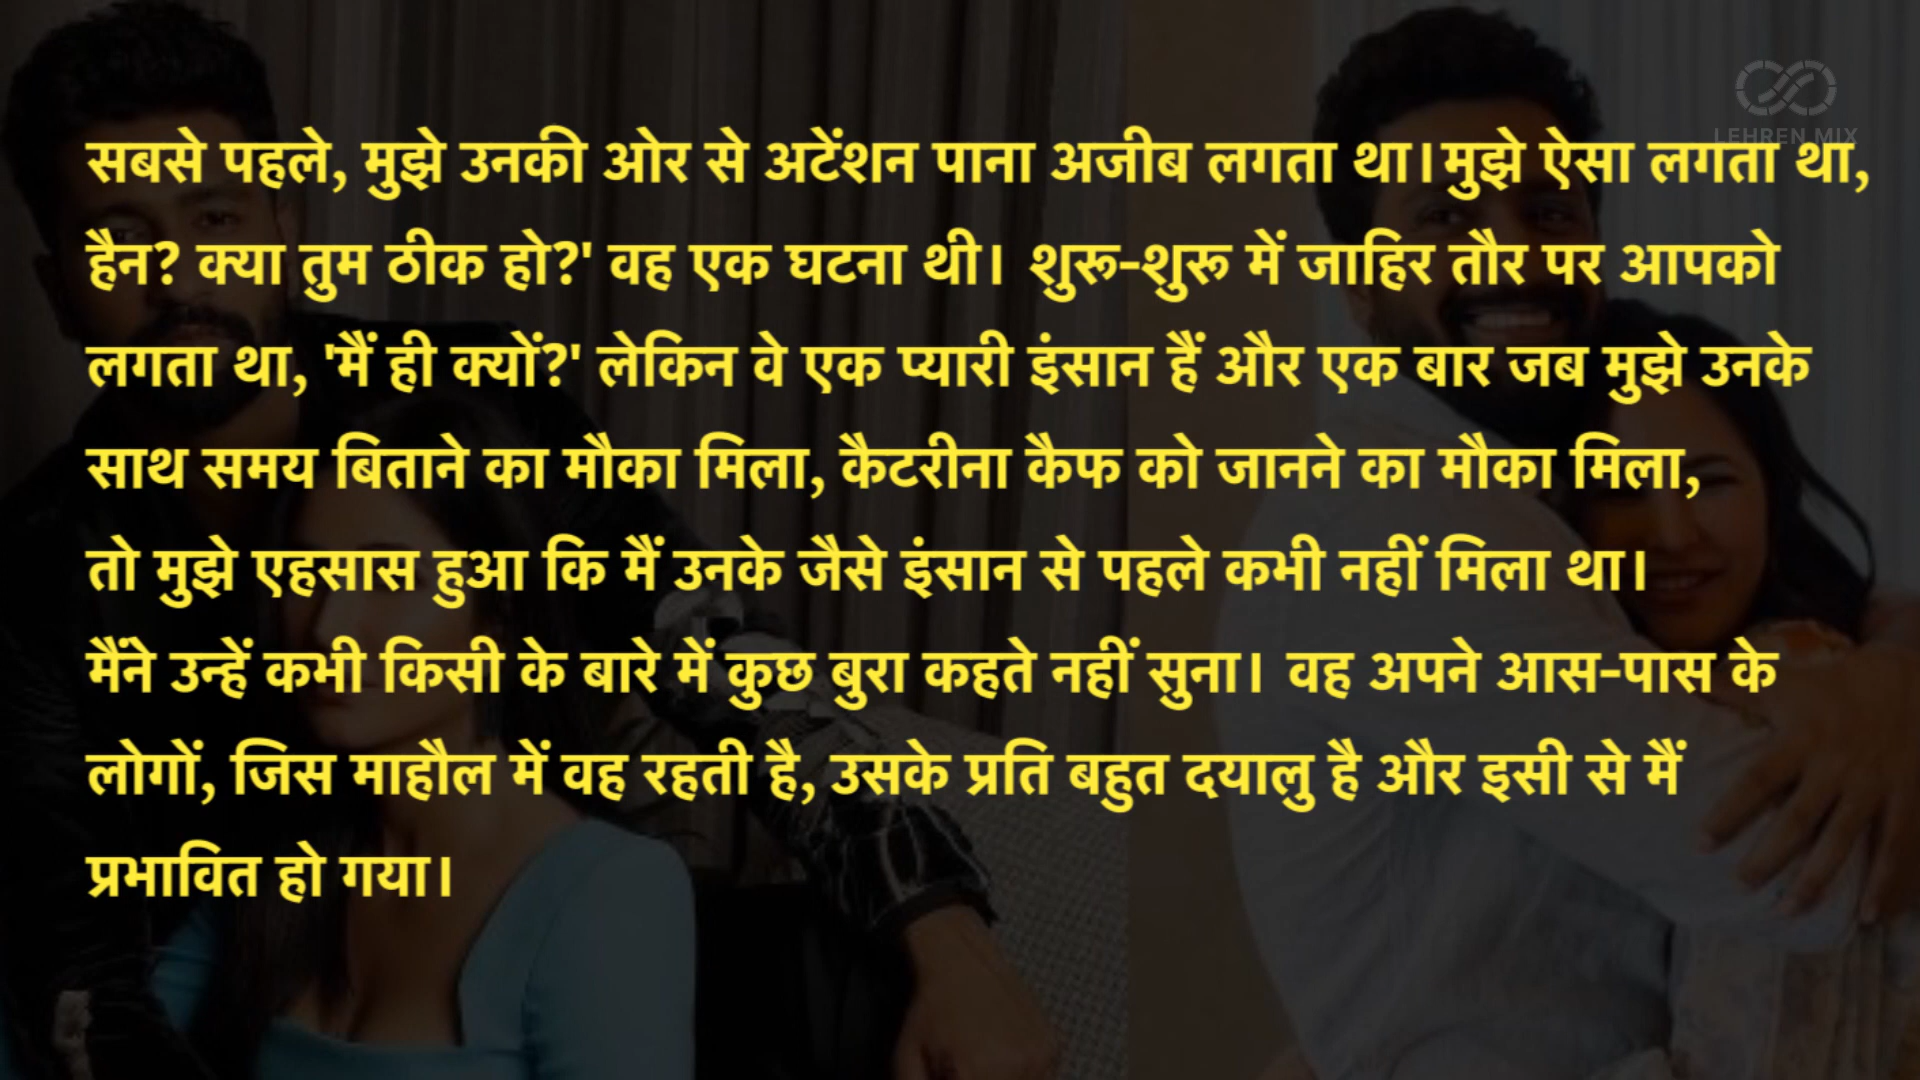 LEHREN MIX
सबसे पहले, मुझे उनकी ओर से अटेंशन पाना अजीब लगता था।मुझे ऐसा लगता था,
हैन? क्या तुम ठीक हो?' वह एक घटना थी। शुरू-शुरू में जाहिर तौर पर आपको
लगता था, 'मैं ही क्यों?' लेकिन वे एक प्यारी इंसान हैं और एक बार जब मुझे उनके
साथ समय बिताने का मौका मिला, कैटरीना कैफ को जानने का मौका मिला,
तो मुझे एहसास हुआ कि मैं उनके जैसे इंसान से पहले कभी नहीं मिला था।
मैंने उन्हें कभी किसी के बारे में कुछ बुरा कहते नहीं सुना। वह अपने आस-पास के
लोगों, जिस माहौल में वह रहती है, उसके प्रति बहुत दयालु है और इसी से मैं
प्रभावित हो गया।